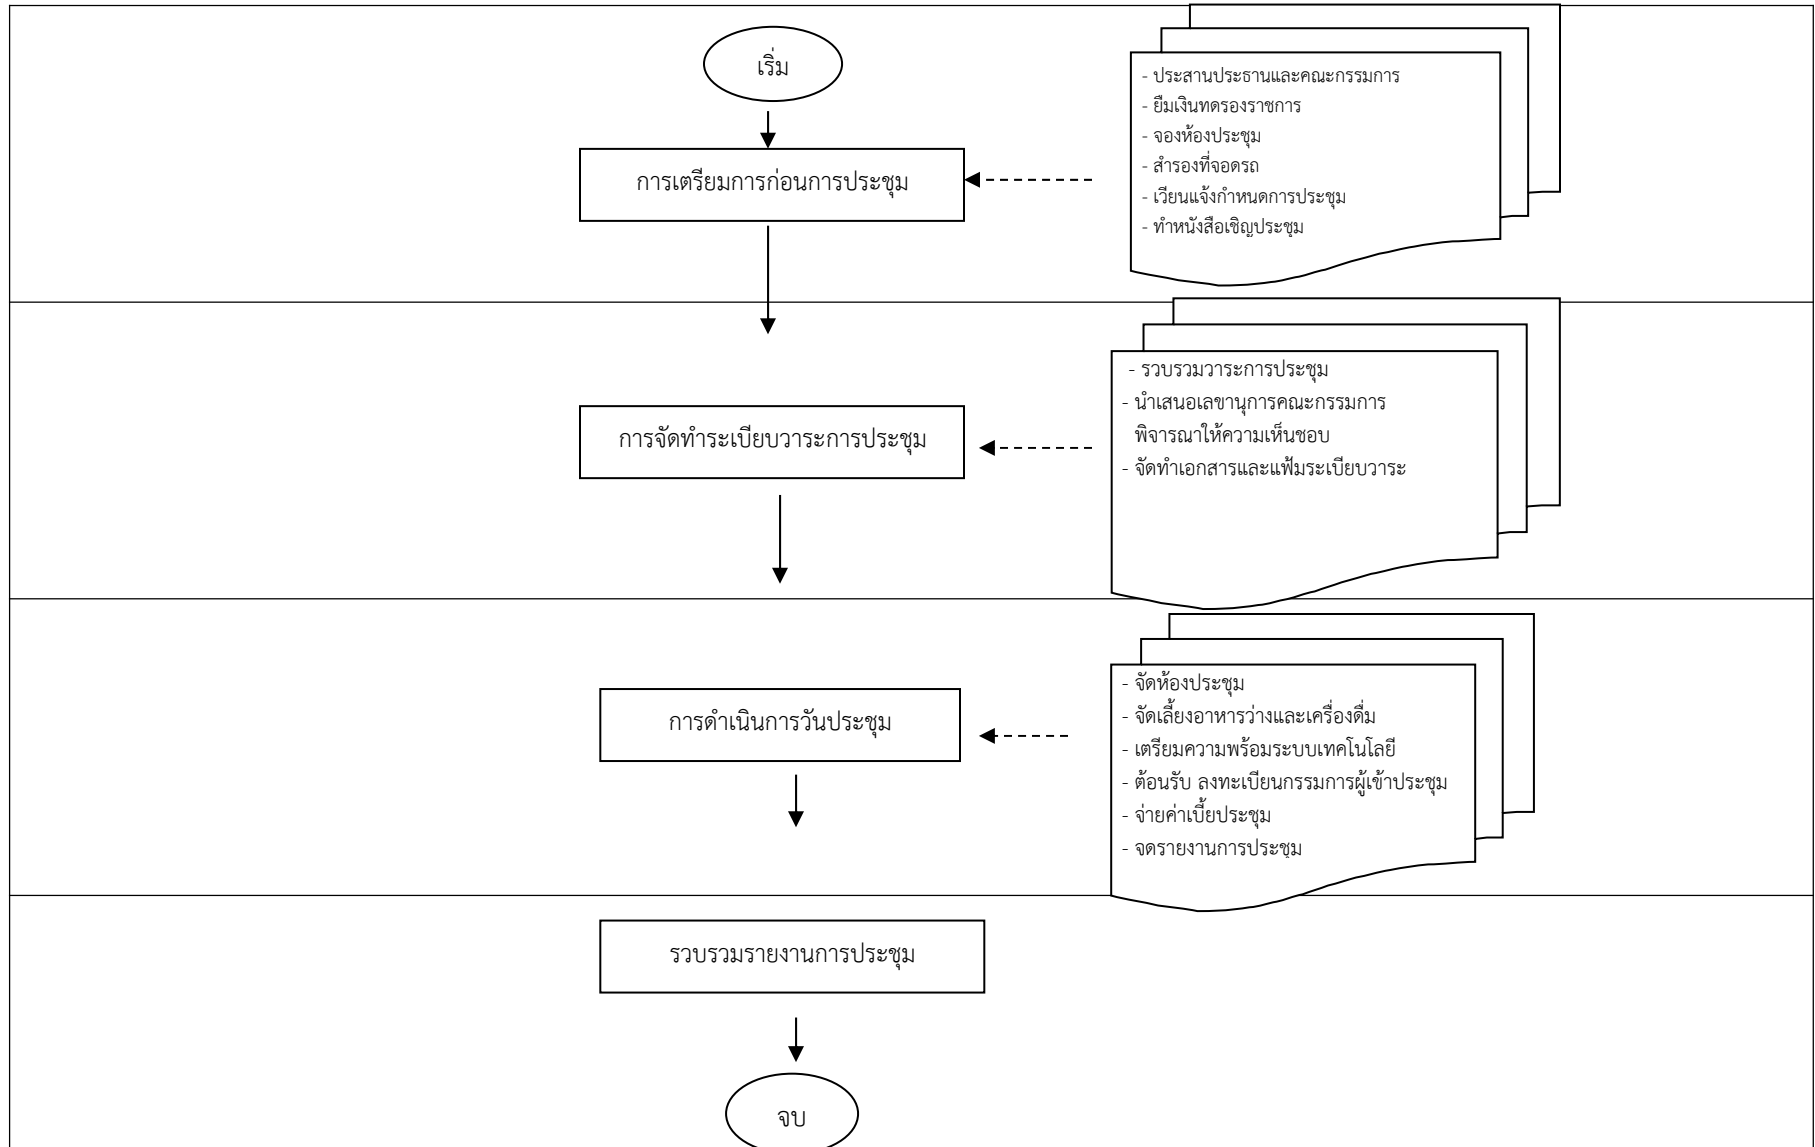 เริ่ม
การเตรียมการก่อนการประชุม
- ประสานประธานและคณะกรรมการ
- ยืมเงินทดรองราชการ
- จองห้องประชุม
- สำรองที่จอดรถ
- เวียนแจ้งกำหนดการประชุม
- ทำหนังสือเชิญประชุม
การจัดทำระเบียบวาระการประชุม
- รวบรวมวาระการประชุม
- นำเสนอเลขานุการคณะกรรมการ
พิจารณาให้ความเห็นชอบ
- จัดทำเอกสารและแฟ้มระเบียบวาระ
การดำเนินการวันประชุม
- จัดห้องประชุม
- จัดเลี้ยงอาหารว่างและเครื่องดื่ม
- เตรียมความพร้อมระบบเทคโนโลยี
- ต้อนรับ ลงทะเบียนกรรมการผู้เข้าประชุม
- จ่ายค่าเบี้ยประชุม
- จดรายงานการประชุม
รวบรวมรายงานการประชุม
จบ